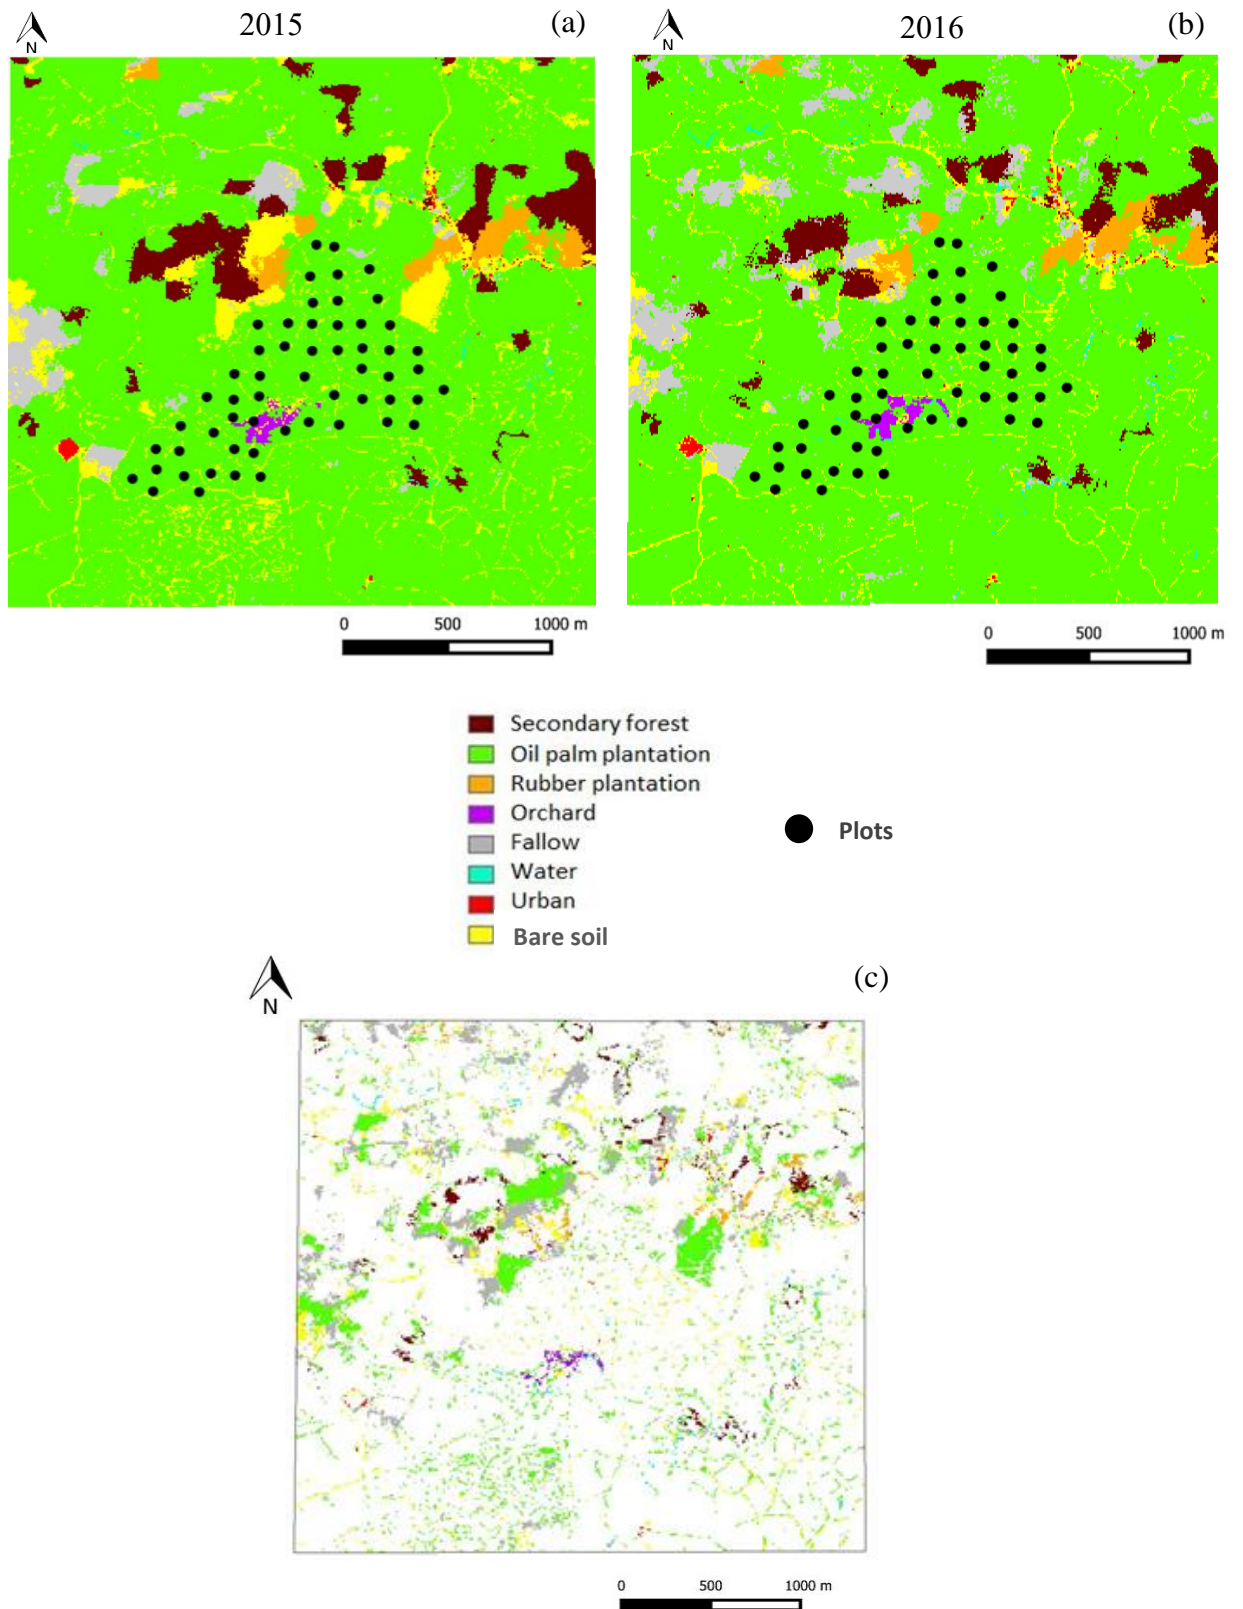 2015 (a)
N
2016 (b)
N
0 500 1000 m
0 500 1000 m
Secondary forest
Oil palm plantation
Rubber plantation
Orchard
Fallow
Water
Urban
Bare soil
Plots
(c)
N
0 500 1000 m